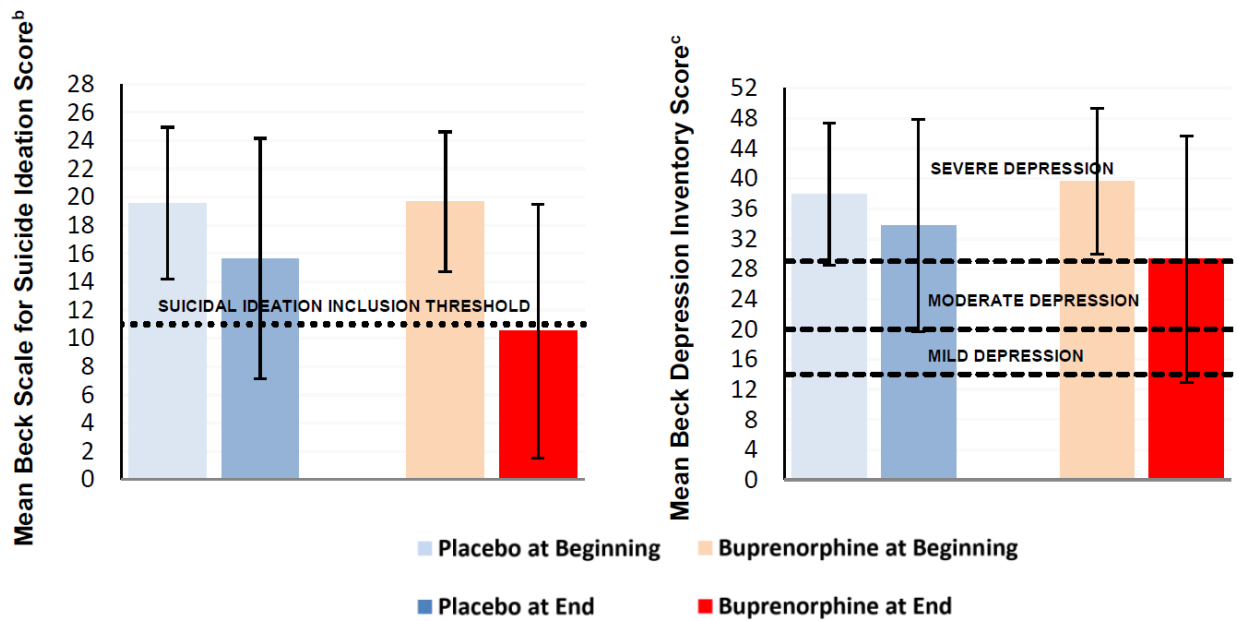 Mean Beck Scale for Suicide Ideation Scoreᵇ
28
26
24
22
20
18
16
14
12
10
8
6
4
2
0
SUICIDAL IDEATION INCLUSION THRESHOLD
Mean Beck Depression Inventory Scoreᶜ
52
48
44
40
36
32
28
24
20
16
12
8
4
0
SEVERE DEPRESSION
MODERATE DEPRESSION
MILD DEPRESSION
Placebo at Beginning
Buprenorphine at Beginning
Placebo at End
Buprenorphine at End